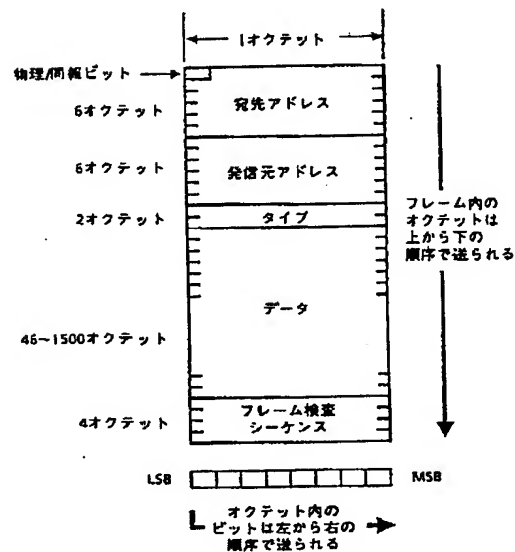 1オクテット
物理/同報ビット
6オクテット
宛先アドレス
6オクテット
発信元アドレス
2オクテット
タイプ
フレーム内の
オクテットは
上から下の
順序で送られる
データ
46~1500オクテット
4オクテット
フレーム検査
シーケンス
LSB
MSB
オクテット内の
ビットは左から右の
順序で送られる